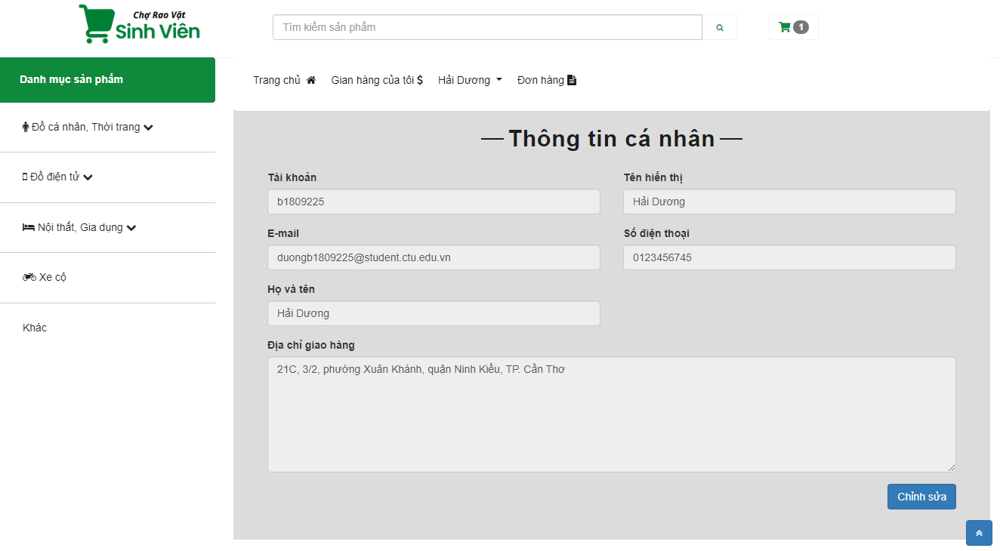 Chợ Rao Vặt
Sinh Viên
Tìm kiếm sản phẩm
1
Danh mục sản phẩm
Đồ cá nhân, Thời trang
Đồ điện tử
Nội thất, Gia dụng
Xe cộ
Khác
Trang chủ Gian hàng của tôi $ Hải Dương Đơn hàng
Thông tin cá nhân
Tài khoản
b1809225
Tên hiển thị
Hải Dương
E-mail
duongb1809225@student.ctu.edu.vn
Số điện thoại
0123456745
Họ và tên
Hải Dương
Địa chỉ giao hàng
21C, 3/2, phường Xuân Khánh, quận Ninh Kiều, TP. Cần Thơ
Chỉnh sửa